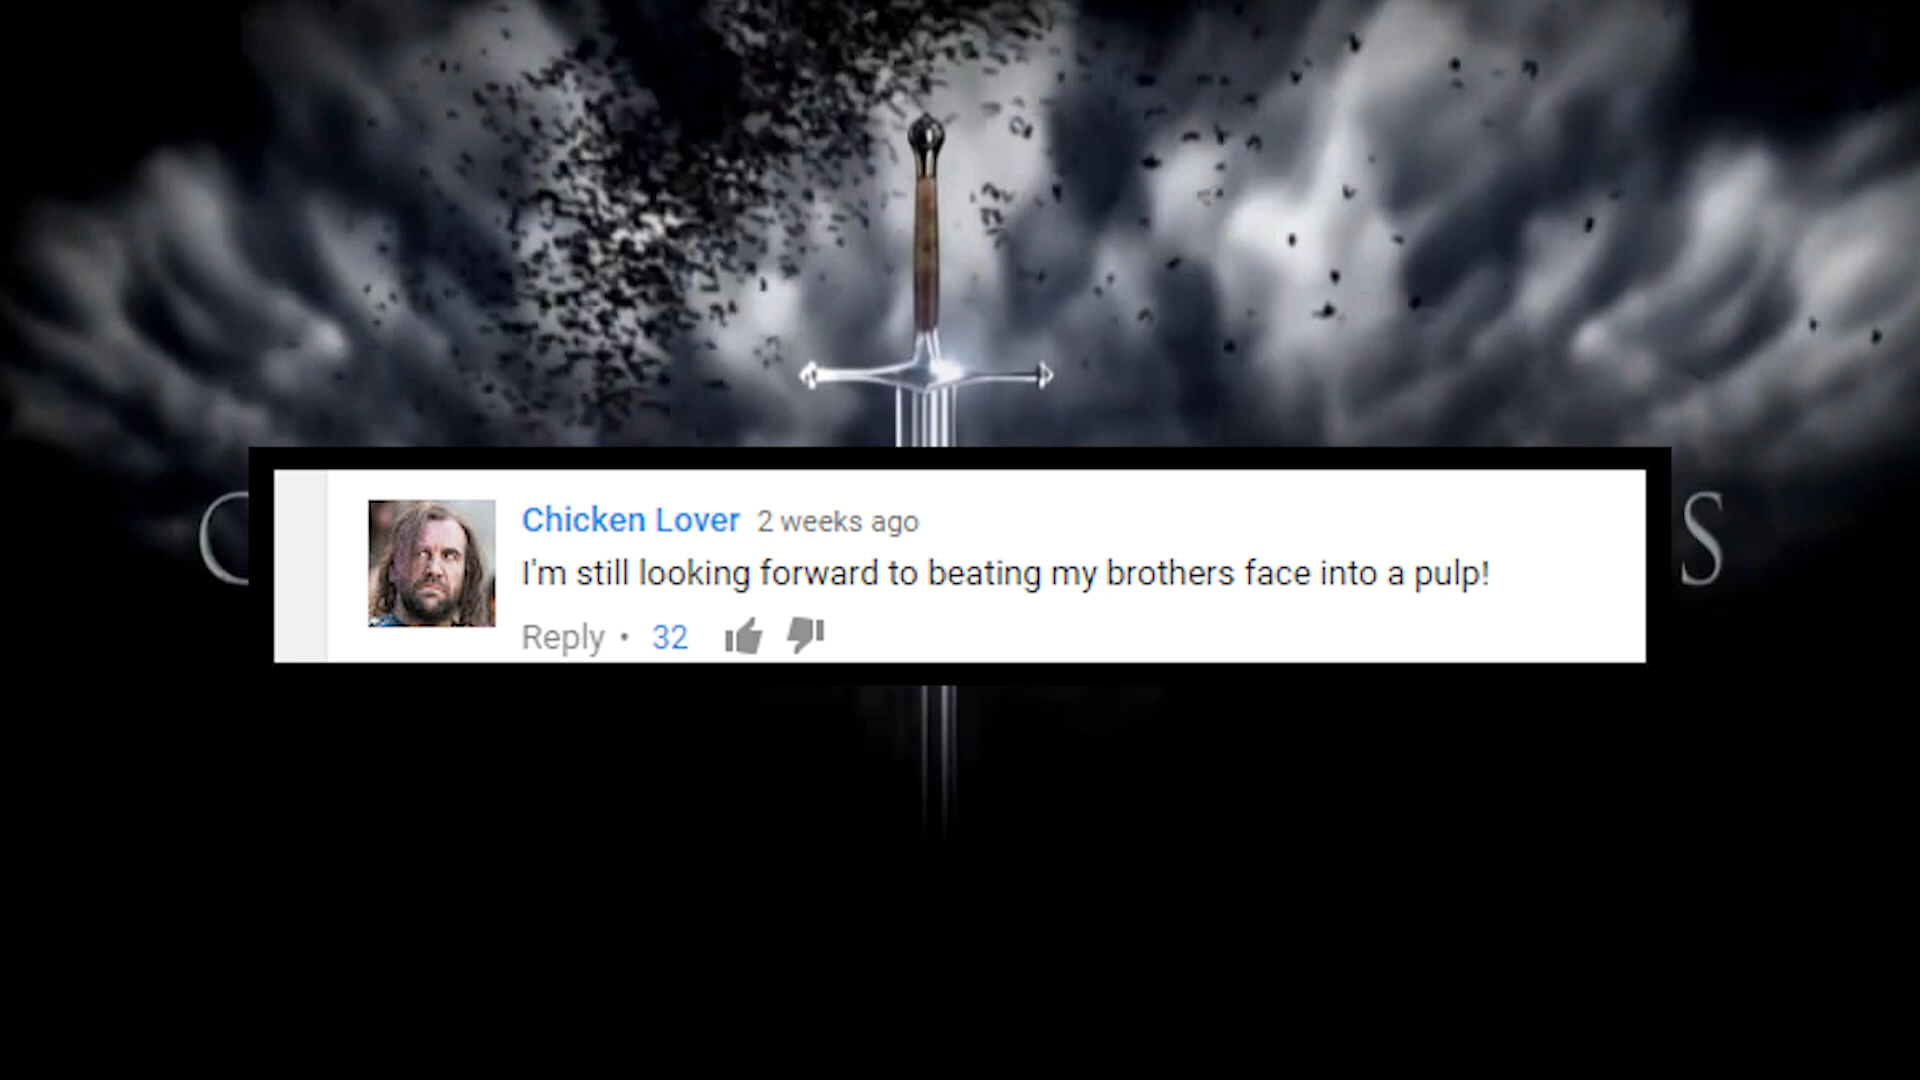 Chicken Lover 2 weeks ago
I'm still looking forward to beating my brothers face into a pulp!
Reply • 32
S